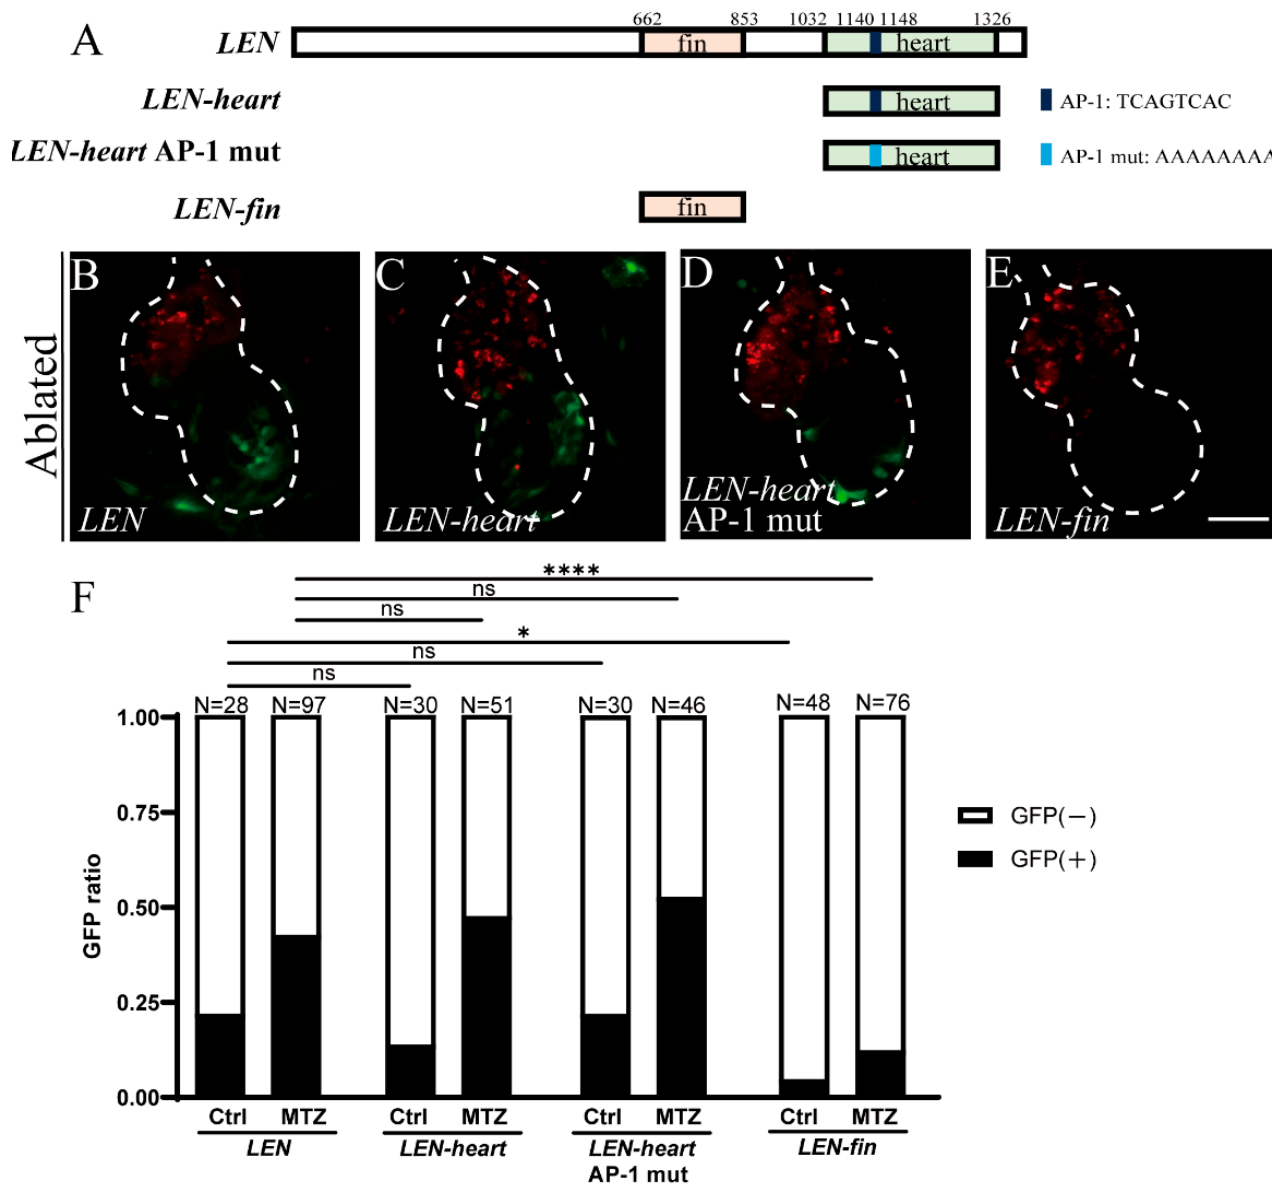 A
662 853 1032 1140 1148 1326
LEN fin heart
LEN-heart heart AP-1: TCAGTCAC
LEN-heart AP-1 mut heart AP-1 mut: AAAAAAAA
LEN-fin fin
Ablated
B C D E
LEN LEN-heart LEN-heart LEN-fin
AP-1 mut
F
****
ns
ns
*
ns
ns
N=28 N=97 N=30 N=51 N=30 N=46 N=48 N=76
1.00
0.75
0.50
0.25
0.00
GFP ratio
GFP(−)
GFP(+)
Ctrl MTZ Ctrl MTZ Ctrl MTZ Ctrl MTZ
LEN LEN-heart LEN-heart LEN-fin
AP-1 mut